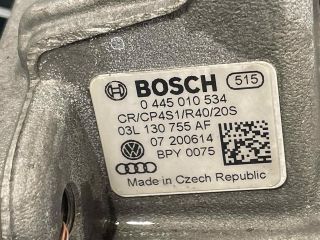 BOSCH 515
0 445 010 534
CR/CP4S1/R40/20S
03L 130 755 AF
07 200614
BPY 0075
Made in Czech Republic